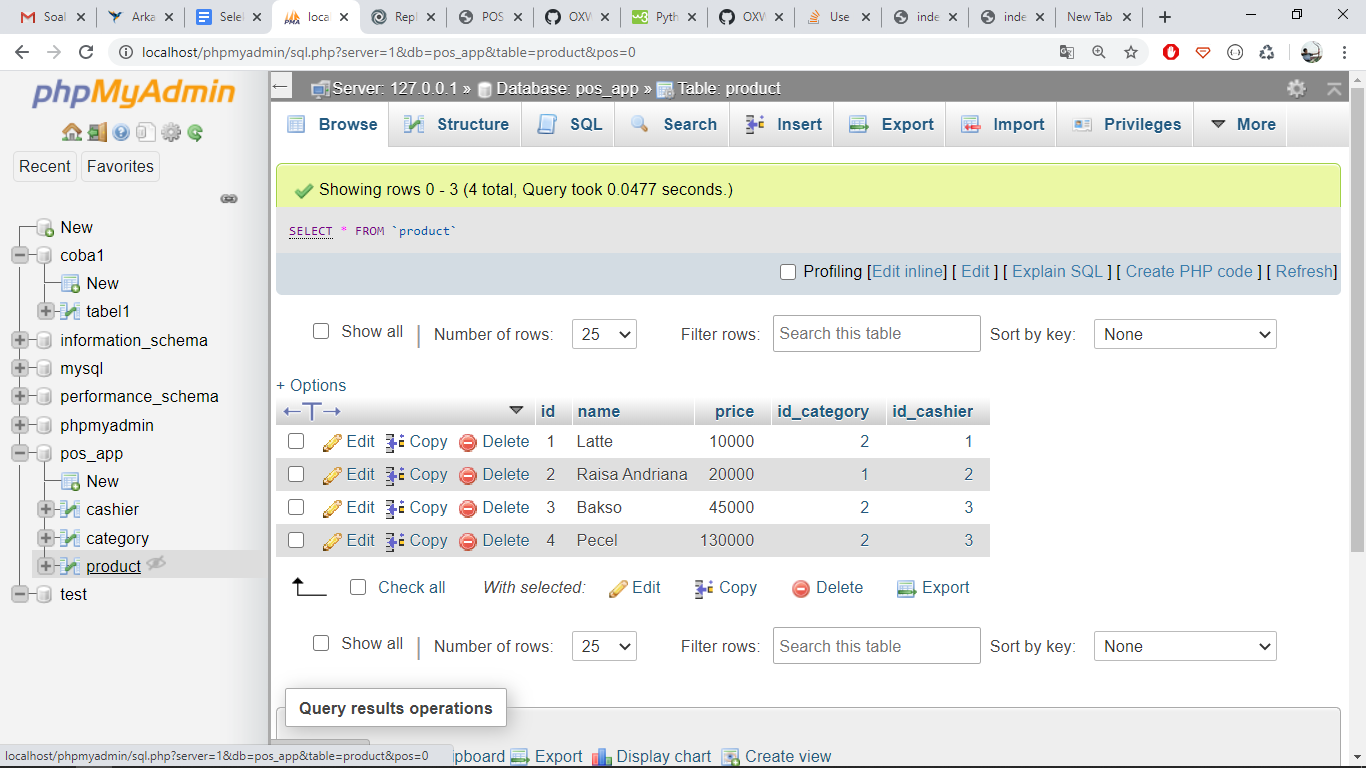 Soal Arka Sele loca Repl POS OXW Pyth OXW Use inde inde New Tab
localhost/phpmyadmin/sql.php?server=1&db=pos_app&table=product&pos=0
phpMyAdmin
Recent Favorites
New
coba1
New
tabel1
information_schema
mysql
performance_schema
phpmyadmin
pos_app
New
cashier
category
product
test
Server: 127.0.0.1 » Database: pos_app » Table: product
Browse Structure SQL Search Insert Export Import Privileges More
Showing rows 0 - 3 (4 total, Query took 0.0477 seconds.)
SELECT * FROM `product`
Profiling [Edit inline] [ Edit ] [ Explain SQL ] [ Create PHP code ] [ Refresh]
Show all | Number of rows: 25 Filter rows: Search this table Sort by key: None
+ Options
←T→ id name price id_category id_cashier
Edit Copy Delete 1 Latte 10000 2 1
Edit Copy Delete 2 Raisa Andriana 20000 1 2
Edit Copy Delete 3 Bakso 45000 2 3
Edit Copy Delete 4 Pecel 130000 2 3
Check all With selected: Edit Copy Delete Export
Show all | Number of rows: 25 Filter rows: Search this table Sort by key: None
Query results operations
pboard Export Display chart Create view
localhost/phpmyadmin/sql.php?server=1&db=pos_app&table=product&pos=0